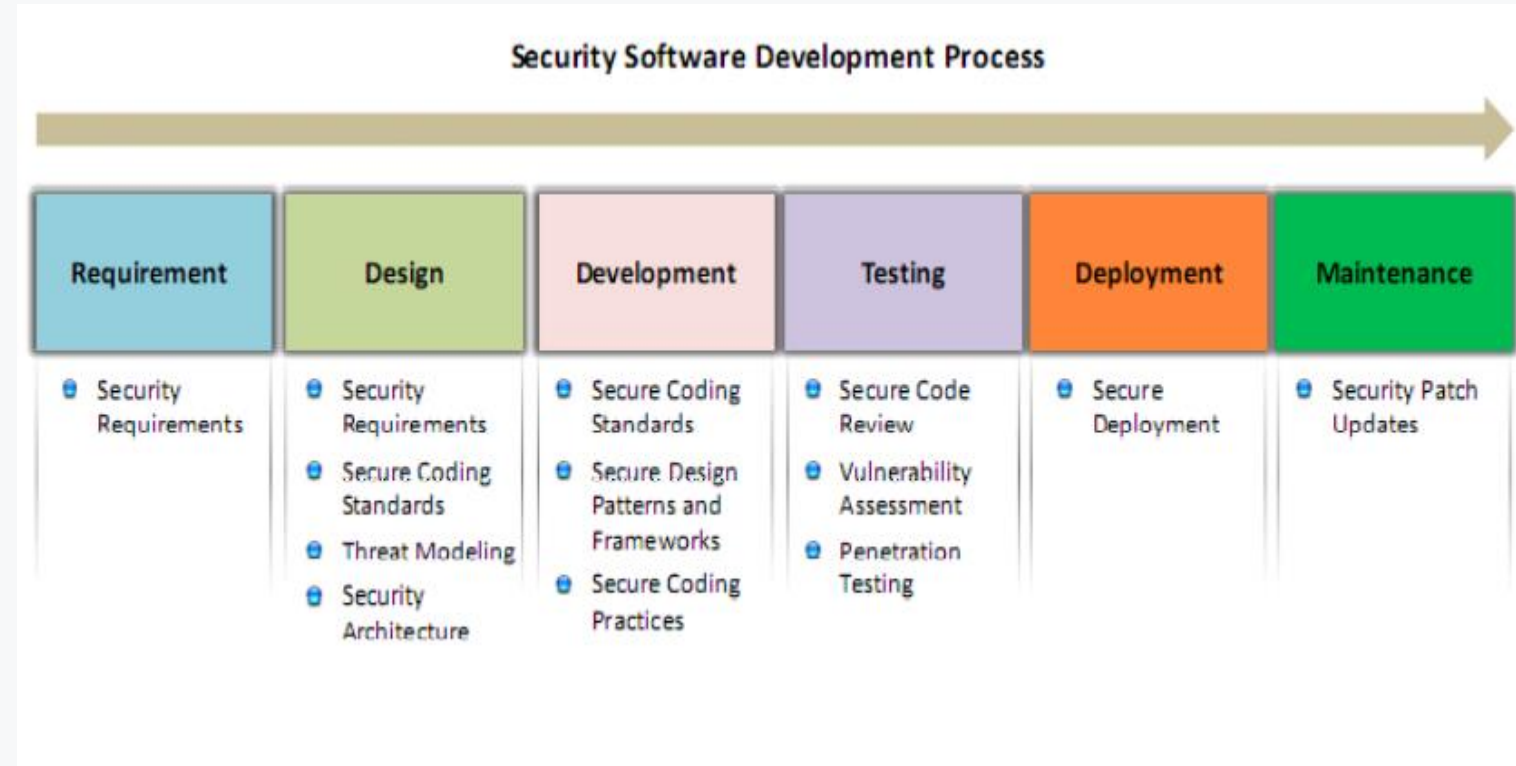 Security Software Development Process
Requirement
Design
Development
Testing
Deployment
Maintenance
Security
Requirements
Security
Requirements
Secure Coding
Standards
Threat Modeling
Security
Architecture
Secure Coding
Standards
Secure Design
Patterns and
Frameworks
Secure Coding
Practices
Secure Code
Review
Vulnerability
Assessment
Penetration
Testing
Secure
Deployment
Security Patch
Updates